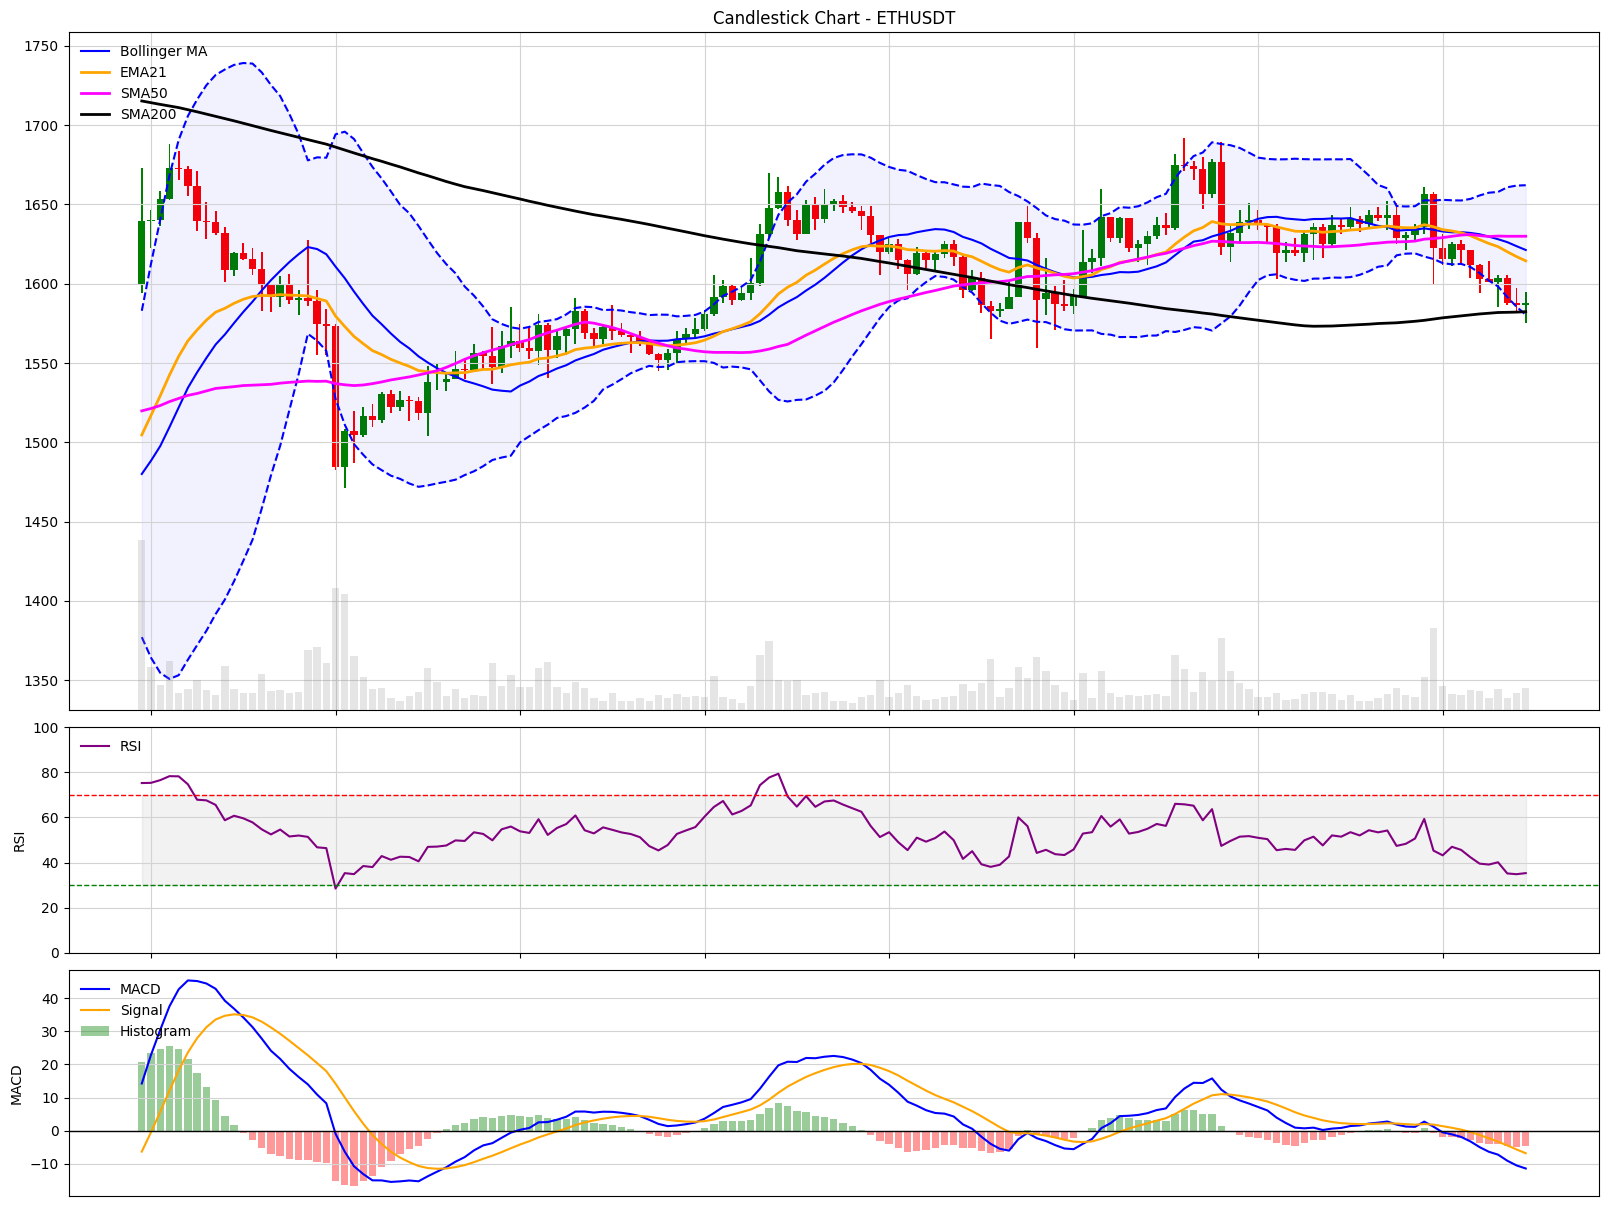 Candlestick Chart - ETHUSDT
Bollinger MA
EMA21
SMA50
SMA200
1750
1700
1650
1600
1550
1500
1450
1400
1350
RSI
RSI
100
80
60
40
20
0
MACD
Signal
Histogram
MACD
40
30
20
10
0
−10